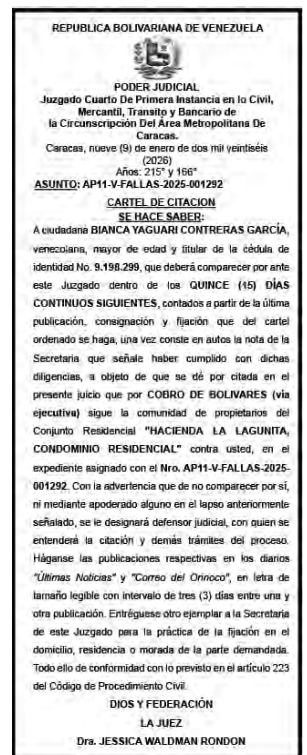 REPUBLICA BOLIVARIANA DE VENEZUELA
PODER JUDICIAL
Juzgado Cuarto De Primera Instancia en lo Civil,
Mercantil, Transito y Bancario de
la Circunscripción Del Área Metropolitana De
Caracas.
Caracas, nueve (9) de enero de dos mil veintiséis
(2026)
Años: 215° y 166°
ASUNTO: AP11-V-FALLAS-2025-001292
CARTEL DE CITACION
SE HACE SABER:
A ciudadana BIANCA YAGUARI CONTRERAS GARCÍA,
venezolana, mayor de edad y titular de la cédula de
identidad No. 9.198.299, que deberá comparecer por ante
este Juzgado dentro de los QUINCE (15) DÍAS
CONTINUOS SIGUIENTES, contados a partir de la última
publicación, consignación y fijación que del cartel
ordenado se haga, una vez conste en autos la nota de la
Secretaria que señale haber cumplido con dichas
diligencias, a objeto de que se dé por citada en el
presente juicio que por COBRO DE BOLIVARES (via
ejecutiva) sigue la comunidad de propietarios del
Conjunto Residencial "HACIENDA LA LAGUNITA,
CONDOMINIO RESIDENCIAL" contra usted, en el
expediente asignado con el Nro. AP11-V-FALLAS-2025-
001292. Con la advertencia que de no comparecer por sí,
ni mediante apoderado alguno en el lapso anteriormente
señalado, se le designará defensor judicial, con quien se
entenderá la citación y demás trámites del proceso.
Háganse las publicaciones respectivas en los diarios
"Últimas Noticias" y "Correo del Orinoco", en letra de
tamaño legible con intervalo de tres (3) días entre una y
otra publicación. Entréguese otro ejemplar a la Secretaria
de este Juzgado para la práctica de la fijación en el
domicilio, residencia o morada de la parte demandada.
Todo ello de conformidad con lo previsto en el artículo 223
del Código de Procedimiento Civil.
DIOS Y FEDERACIÓN
LA JUEZ
Dra. JESSICA WALDMAN RONDON